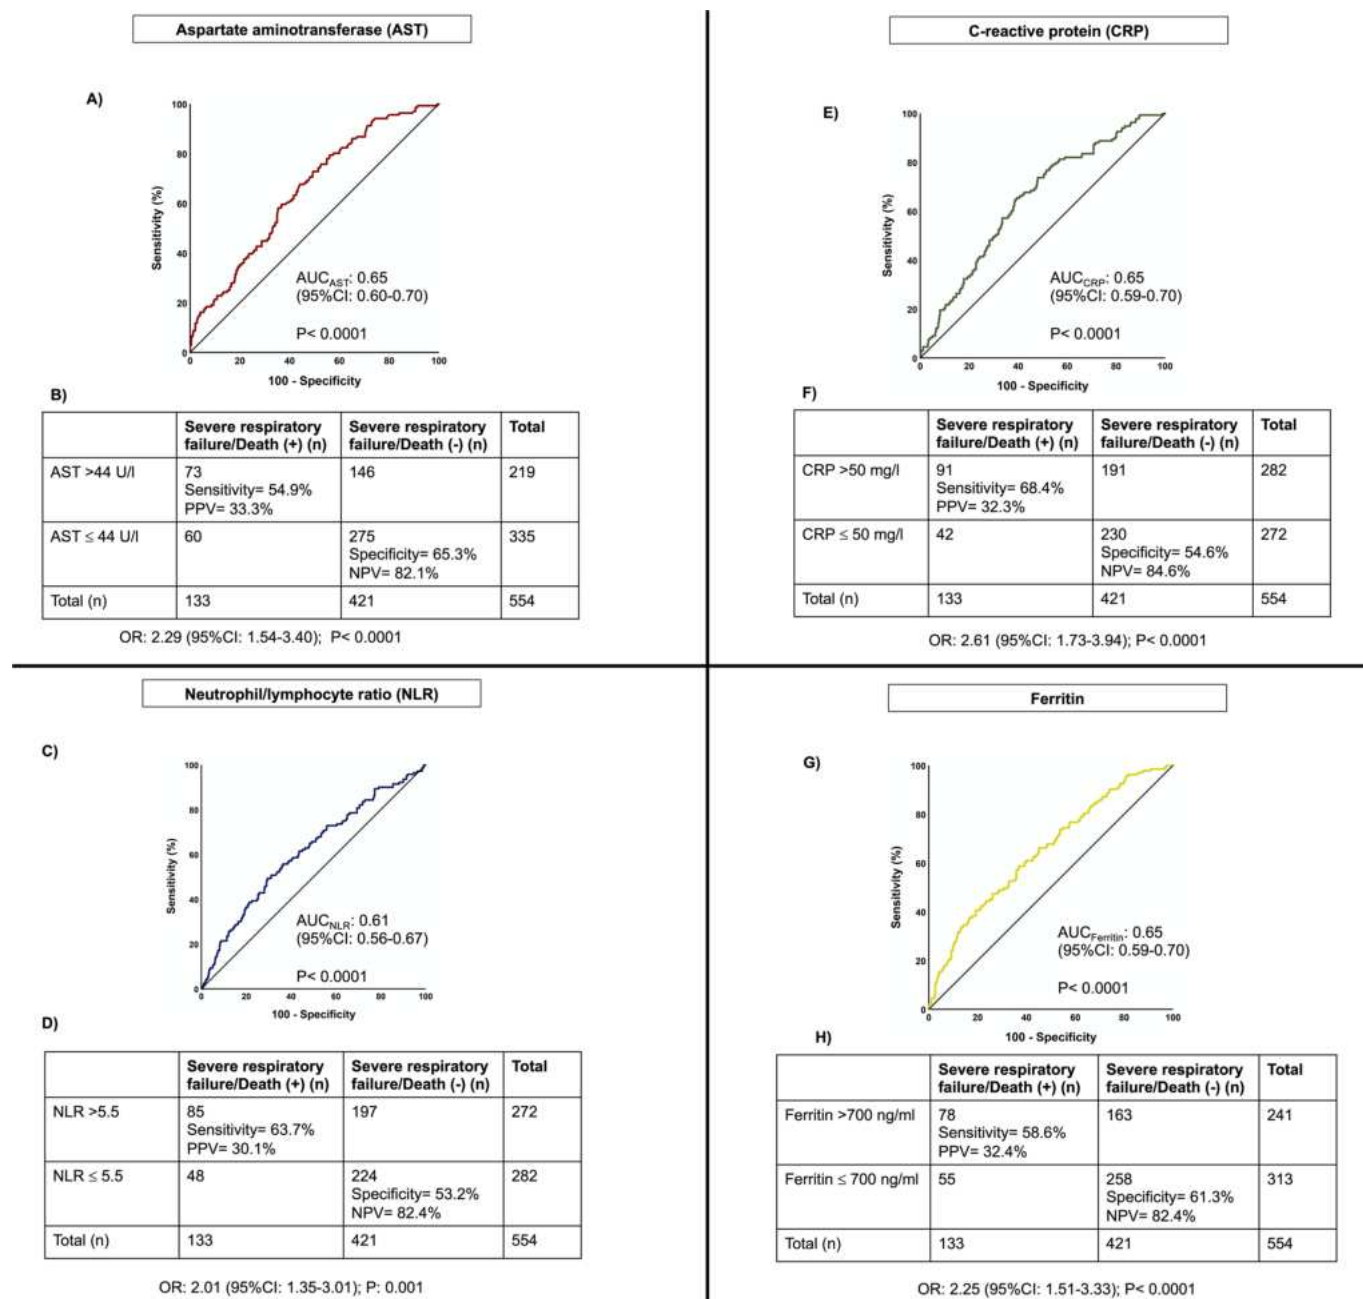 Aspartate aminotransferase (AST)
A)
100
80
60
40
20
0
0 20 40 60 80 100
Sensitivity (%)
100 - Specificity
AUCAST: 0.65
(95%CI: 0.60-0.70)
P< 0.0001
B)
Severe respiratory failure/Death (+) (n) Severe respiratory failure/Death (-) (n) Total
AST >44 U/l 73 146 219
Sensitivity= 54.9%
PPV= 33.3%
AST ≤ 44 U/l 60 275 335
Specificity= 65.3%
NPV= 82.1%
Total (n) 133 421 554
OR: 2.29 (95%CI: 1.54-3.40); P< 0.0001
C-reactive protein (CRP)
E)
100
80
60
40
20
0
0 20 40 60 80 100
Sensitivity (%)
100 - Specificity
AUCCRP: 0.65
(95%CI: 0.59-0.70)
P< 0.0001
F)
Severe respiratory failure/Death (+) (n) Severe respiratory failure/Death (-) (n) Total
CRP >50 mg/l 91 191 282
Sensitivity= 68.4%
PPV= 32.3%
CRP ≤ 50 mg/l 42 230 272
Specificity= 54.6%
NPV= 84.6%
Total (n) 133 421 554
OR: 2.61 (95%CI: 1.73-3.94); P< 0.0001
Neutrophil/lymphocyte ratio (NLR)
C)
100
80
60
40
20
0
0 20 40 60 80 100
Sensitivity (%)
100 - Specificity
AUCNLR: 0.61
(95%CI: 0.56-0.67)
P< 0.0001
D)
Severe respiratory failure/Death (+) (n) Severe respiratory failure/Death (-) (n) Total
NLR >5.5 85 197 272
Sensitivity= 63.7%
PPV= 30.1%
NLR ≤ 5.5 48 224 282
Specificity= 53.2%
NPV= 82.4%
Total (n) 133 421 554
OR: 2.01 (95%CI: 1.35-3.01); P: 0.001
Ferritin
G)
100
80
60
40
20
0
0 20 40 60 80 100
Sensitivity (%)
100 - Specificity
AUCFerritin: 0.65
(95%CI: 0.59-0.70)
P< 0.0001
H)
Severe respiratory failure/Death (+) (n) Severe respiratory failure/Death (-) (n) Total
Ferritin >700 ng/ml 78 163 241
Sensitivity= 58.6%
PPV= 32.4%
Ferritin ≤ 700 ng/ml 55 258 313
Specificity= 61.3%
NPV= 82.4%
Total (n) 133 421 554
OR: 2.25 (95%CI: 1.51-3.33); P< 0.0001